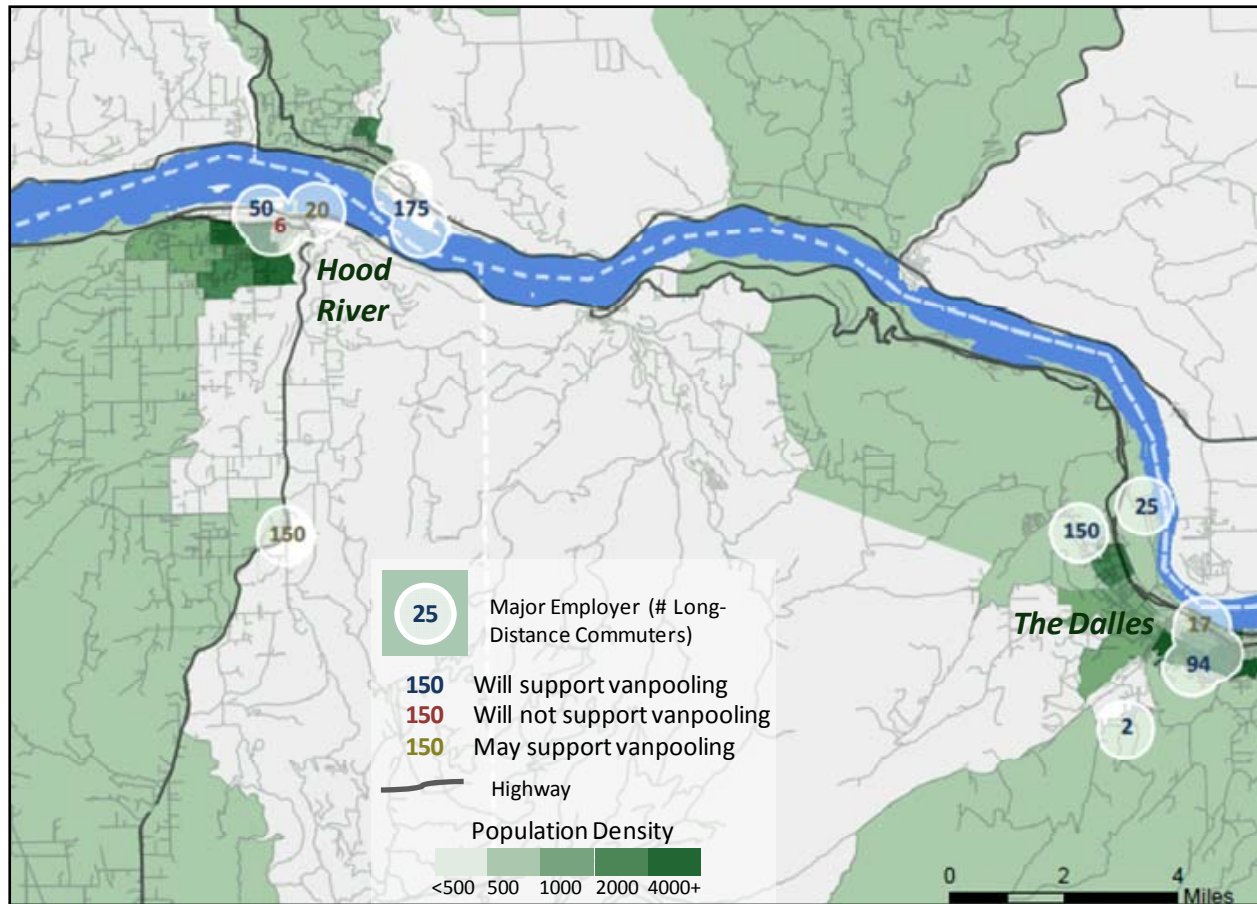 50
6
20
175
Hood
River
150
25
150
The Dalles
17
94
2
25
Major Employer (# Long-
Distance Commuters)
150 Will support vanpooling
150 Will not support vanpooling
150 May support vanpooling
Highway
Population Density
<500 500 1000 2000 4000+
0 2 4
Miles